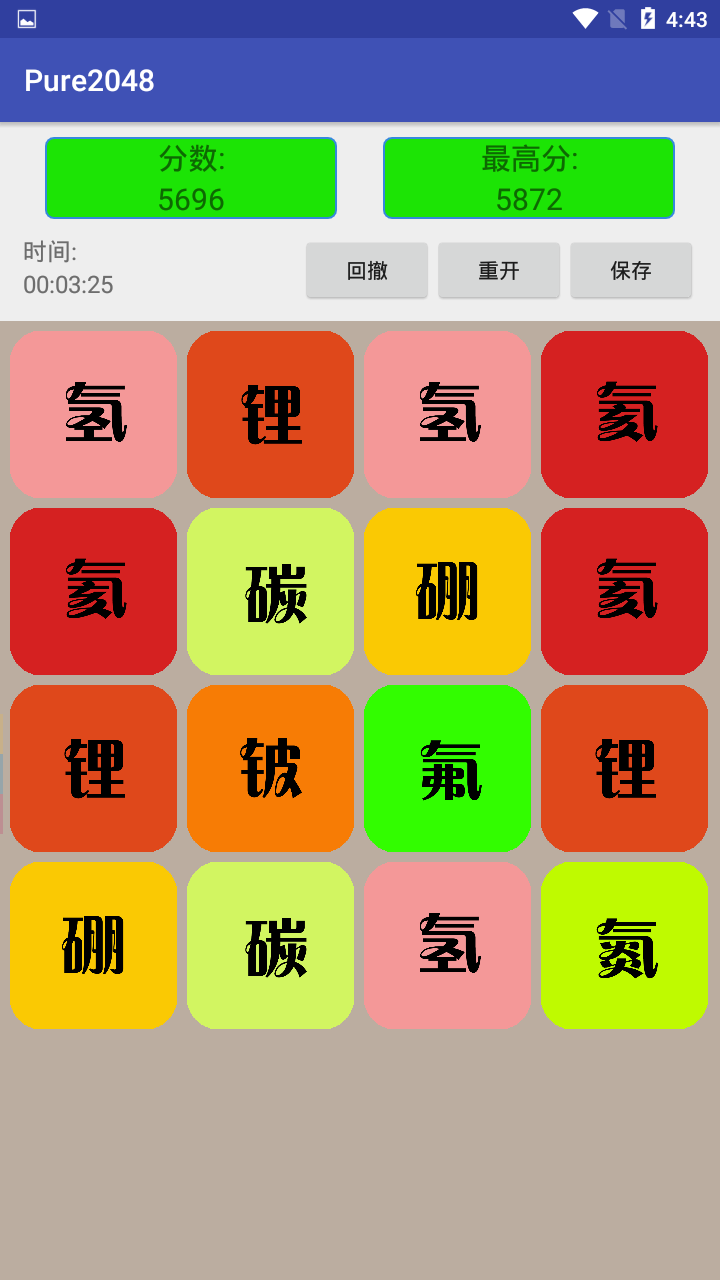 4:43
Pure2048
分数:
5696
最高分:
5872
时间:
00:03:25
回撤
重开
保存
氢 锂 氢 氦
氦 碳 硼 氦
锂 铍 氟 锂
硼 碳 氢 氮